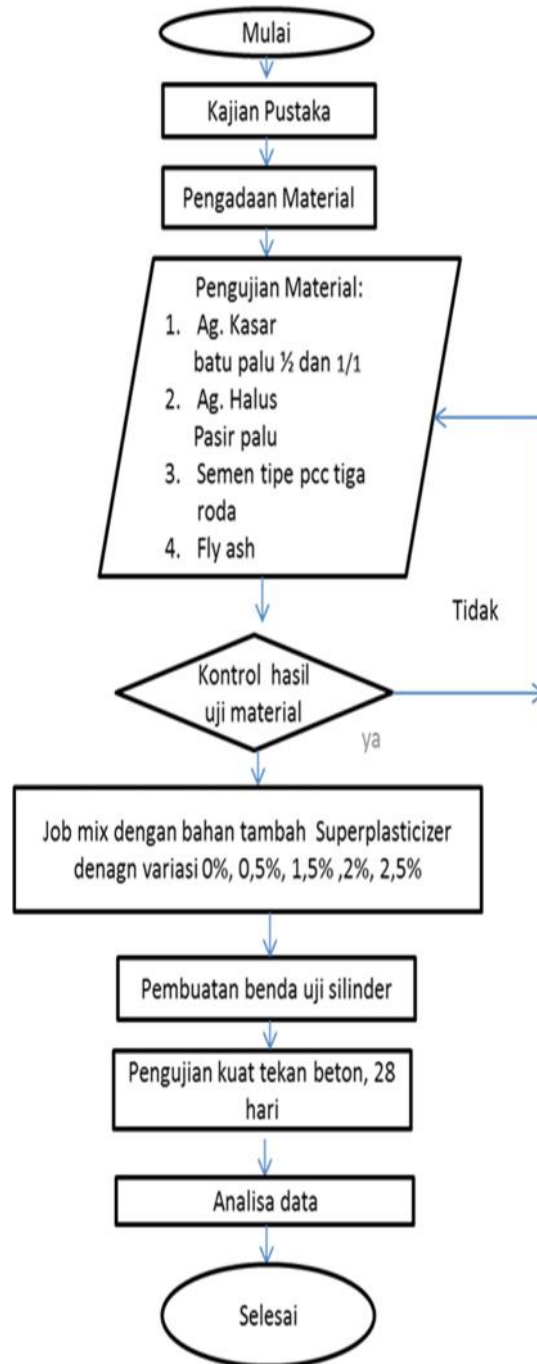 Mulai
Kajian Pustaka
Pengadaan Material
Pengujian Material:
1. Ag. Kasar
batu palu ½ dan 1/1
2. Ag. Halus
Pasir palu
3. Semen tipe pcc tiga
roda
4. Fly ash
Tidak
Kontrol hasil
uji material
ya
Job mix dengan bahan tambah Superplasticizer
denagn variasi 0%, 0,5%, 1,5% ,2%, 2,5%
Pembuatan benda uji silinder
Pengujian kuat tekan beton, 28
hari
Analisa data
Selesai